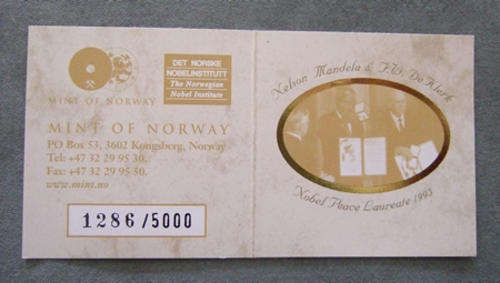 MINT OF NORWAY
DET NORSKE
NOBELINSTITUTT
The Norwegian
Nobel Institute
MINT OF NORWAY
PO Box 53, 3602 Kongsberg, Norway
Tel: +47 32 29 95 30.
Fax: +47 32 29 95 30.
www.mint.no
1286/5000
Nelson Mandela & F.W. De Klerk
Nobel Peace Laureate 1993